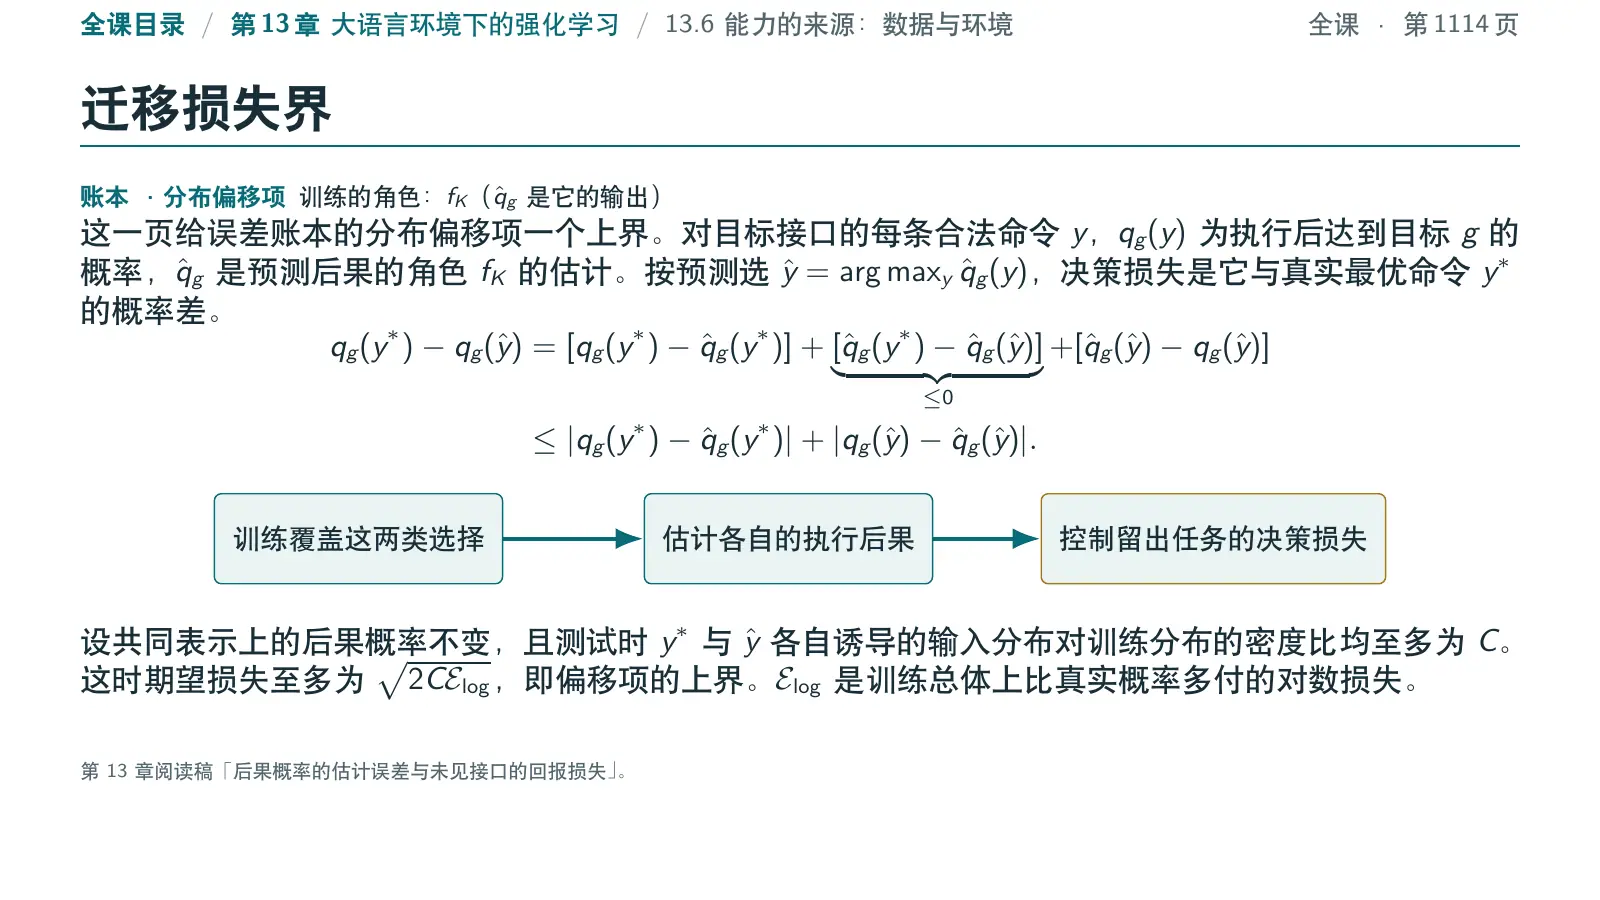 全课目录 / 第 13 章 大语言环境下的强化学习 / 13.6 能力的来源：数据与环境 全课 · 第 1114 页
迁移损失界
账本 · 分布偏移项 训练的角色：f_K（q̂_g 是它的输出）
这一页给误差账本的分布偏移项一个上界。对目标接口的每条合法命令 y，q_g(y) 为执行后达到目标 g 的
概率，q̂_g 是预测后果的角色 f_K 的估计。按预测选 ŷ = arg max_y q̂_g(y)，决策损失是它与真实最优命令 y*
的概率差。
q_g(y*) − q_g(ŷ) = [q_g(y*) − q̂_g(y*)] + [q̂_g(y*) − q̂_g(ŷ)] + [q̂_g(ŷ) − q_g(ŷ)]
≤0
≤ |q_g(y*) − q̂_g(y*)| + |q_g(ŷ) − q̂_g(ŷ)|.
训练覆盖这两类选择
估计各自的执行后果
控制留出任务的决策损失
设共同表示上的后果概率不变，且测试时 y* 与 ŷ 各自诱导的输入分布对训练分布的密度比均至多为 C。
这时期望损失至多为 √(2Cℰ_log)，即偏移项的上界。ℰ_log 是训练总体上比真实概率多付的对数损失。
第 13 章阅读稿「后果概率的估计误差与未见接口的回报损失」。